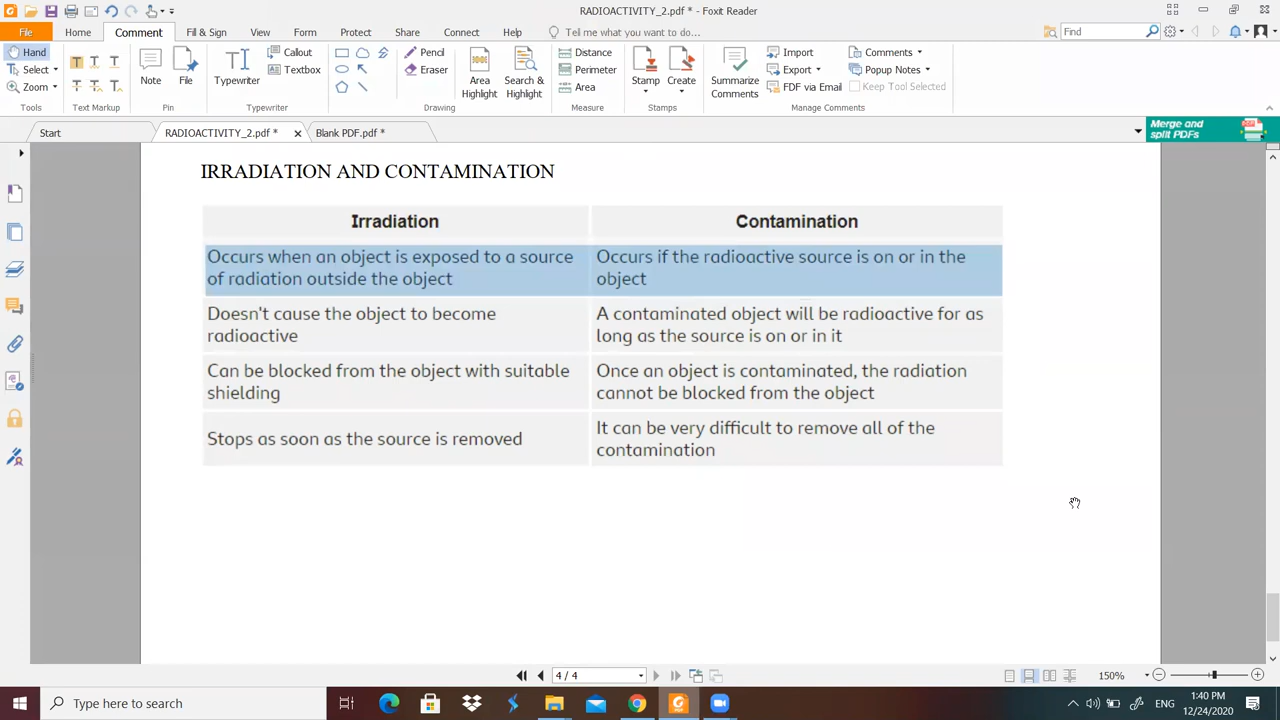 RADIOACTIVITY_2.pdf * - Foxit Reader
File Home Comment Fill & Sign View Form Protect Share Connect Help Tell me what you want to do... Find
Hand
Select
Zoom
Tools
Text Markup
Note
File
Pin
Typewriter
Callout
Textbox
Typewriter
Pencil
Eraser
Drawing
Area
Highlight
Search &
Highlight
Distance
Perimeter
Area
Measure
Stamp
Create
Stamps
Summarize
Comments
Import
Export
FDF via Email
Comments
Popup Notes
Keep Tool Selected
Manage Comments
Start RADIOACTIVITY_2.pdf * Blank PDF.pdf *
Merge and
split PDFs
IRRADIATION AND CONTAMINATION
Irradiation Contamination
Occurs when an object is exposed to a source
of radiation outside the object
Occurs if the radioactive source is on or in the
object
Doesn't cause the object to become
radioactive
A contaminated object will be radioactive for as
long as the source is on or in it
Can be blocked from the object with suitable
shielding
Once an object is contaminated, the radiation
cannot be blocked from the object
Stops as soon as the source is removed
It can be very difficult to remove all of the
contamination
4 / 4 150%
Type here to search
ENG
1:40 PM
12/24/2020